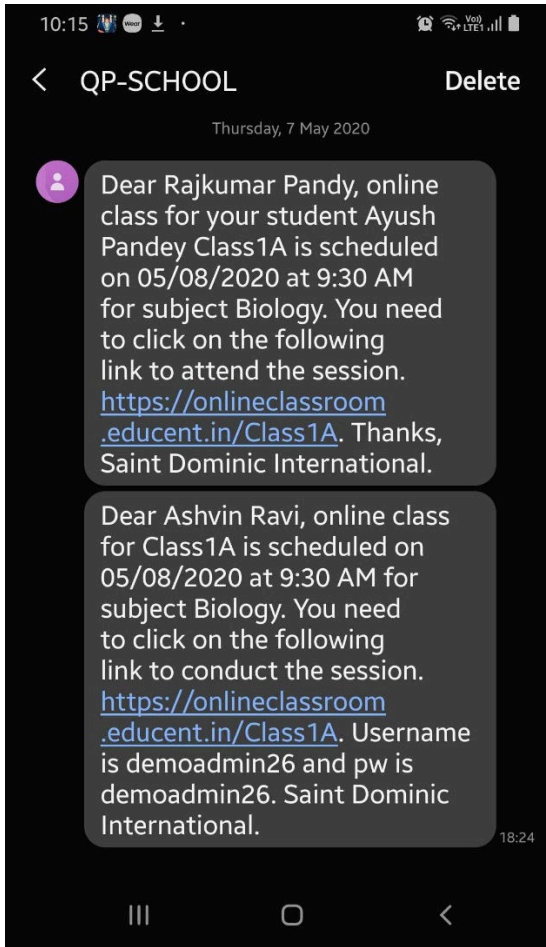 10:15
QP-SCHOOL Delete
Thursday, 7 May 2020
Dear Rajkumar Pandy, online
class for your student Ayush
Pandey Class1A is scheduled
on 05/08/2020 at 9:30 AM
for subject Biology. You need
to click on the following
link to attend the session.
https://onlineclassroom
.educent.in/Class1A. Thanks,
Saint Dominic International.
Dear Ashvin Ravi, online class
for Class1A is scheduled on
05/08/2020 at 9:30 AM for
subject Biology. You need
to click on the following
link to conduct the session.
https://onlineclassroom
.educent.in/Class1A. Username
is demoadmin26 and pw is
demoadmin26. Saint Dominic
International.
18:24